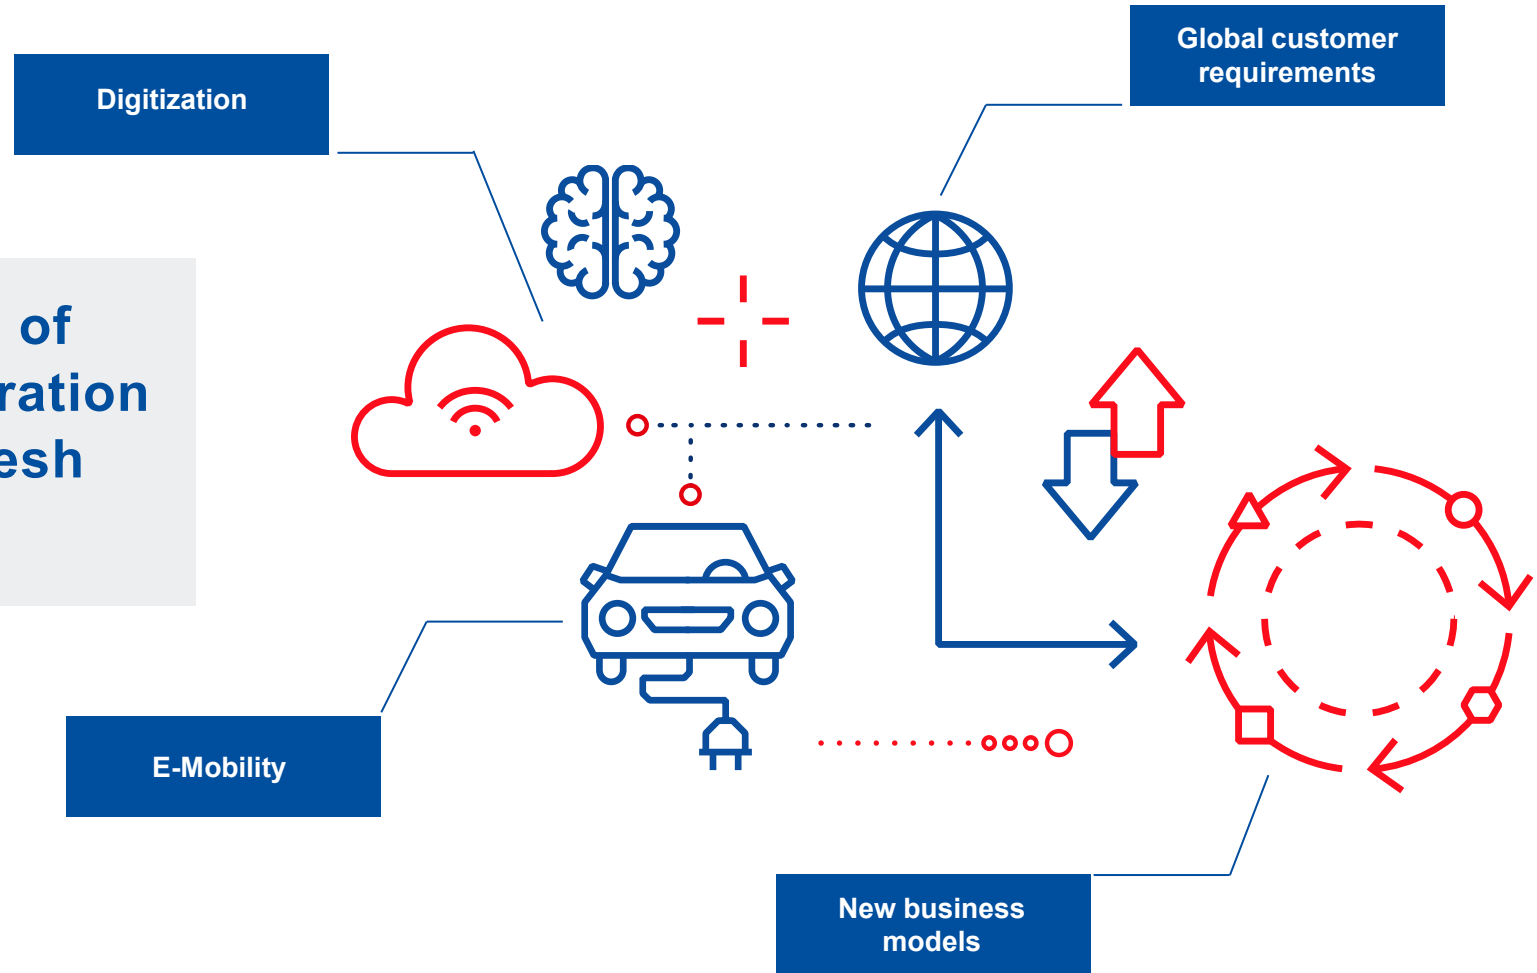 Global customer
requirements
Digitization
of
ration
esh
E-Mobility
New business
models